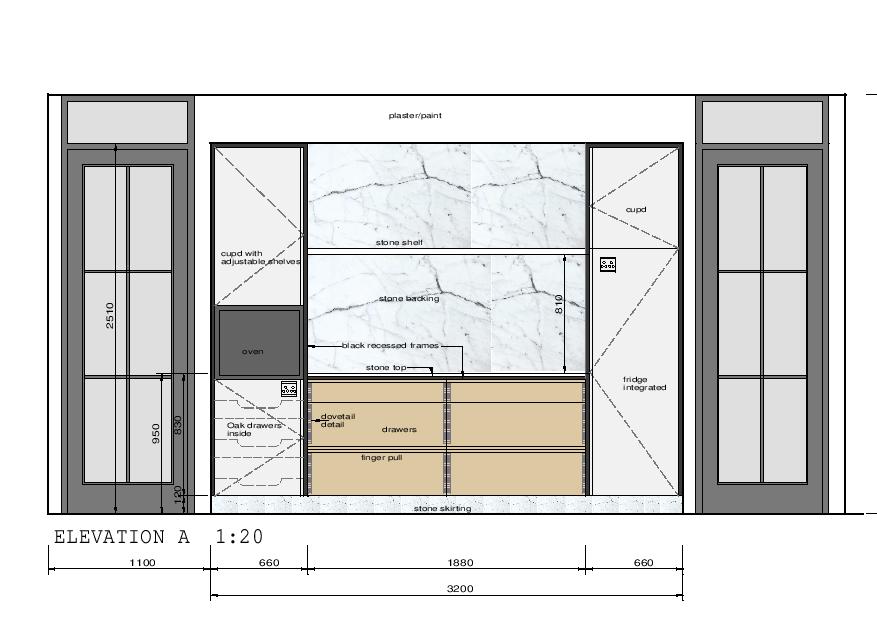 plaster/paint
cupd
stone shelf
cupd with
adjustable shelves
stone backing
810
2510
black recessed frames
oven
stone top
fridge
integrated
dovetail
detail
Oak drawers
inside
drawers
950
830
finger pull
120
stone skirting
ELEVATION A 1:20
1100
660
1880
660
3200